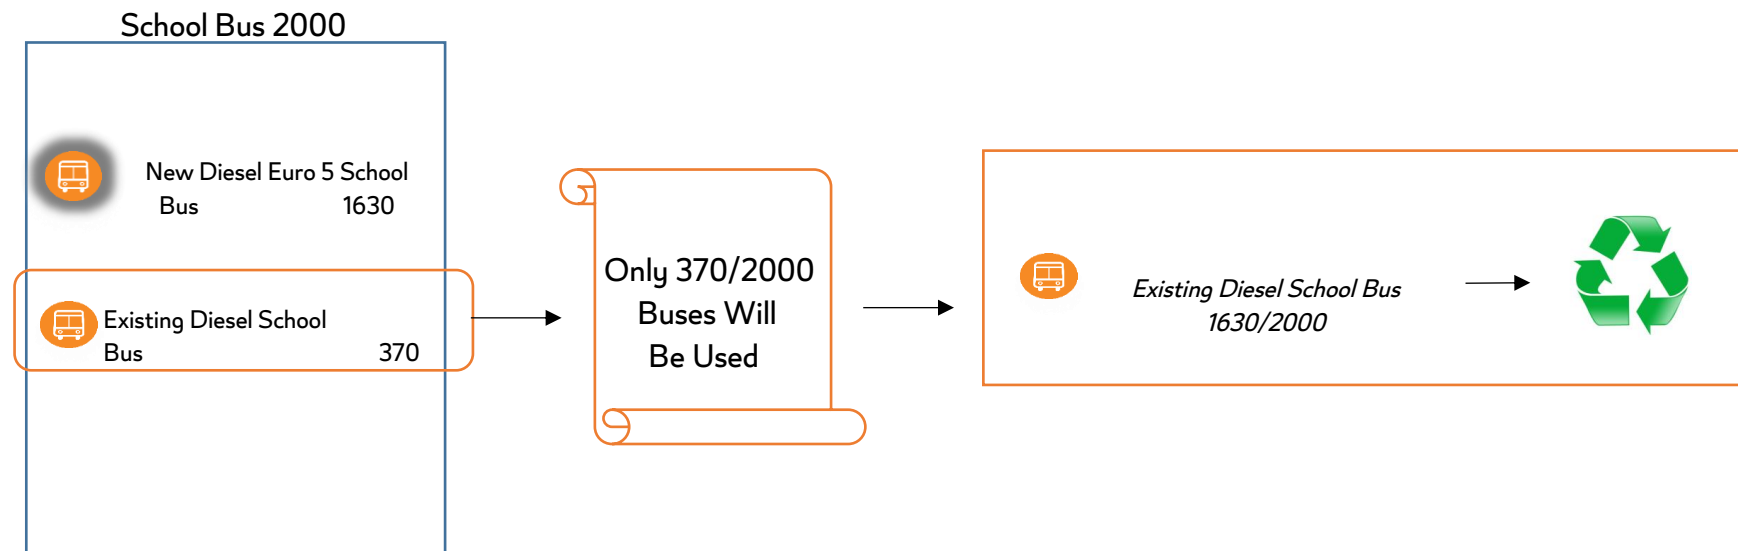 School Bus 2000
New Diesel Euro 5 School
Bus 1630
Existing Diesel School
Bus 370
Only 370/2000
Buses Will
Be Used
Existing Diesel School Bus
1630/2000